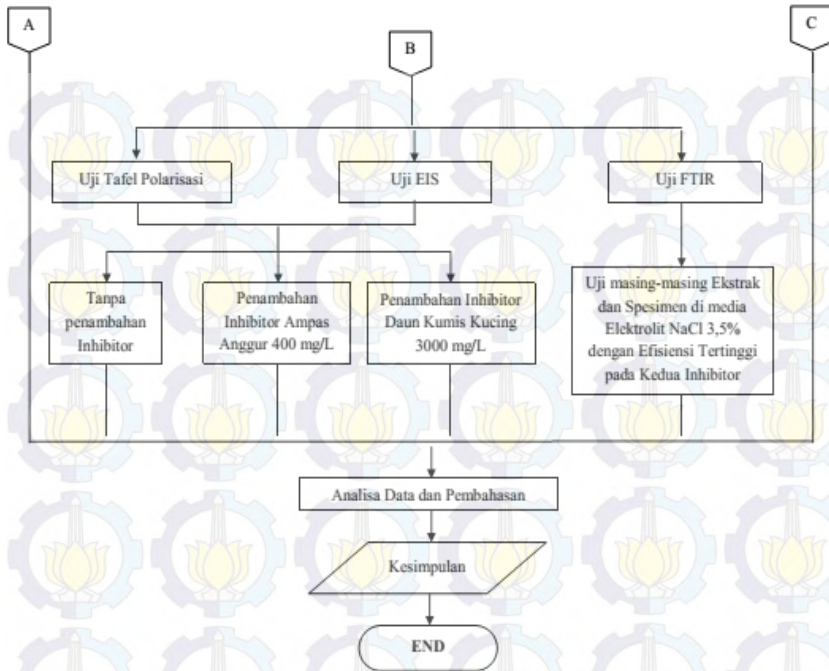 A
B
C
Uji Tafel Polarisasi
Uji EIS
Uji FTIR
Tanpa
penambahan
Inhibitor
Penambahan
Inhibitor Ampas
Anggur 400 mg/L
Penambahan Inhibitor
Daun Kumis Kucing
3000 mg/L
Uji masing-masing Ekstrak
dan Spesimen di media
Elektrolit NaCl 3,5%
dengan Efisiensi Tertinggi
pada Kedua Inhibitor
Analisa Data dan Pembahasan
Kesimpulan
END